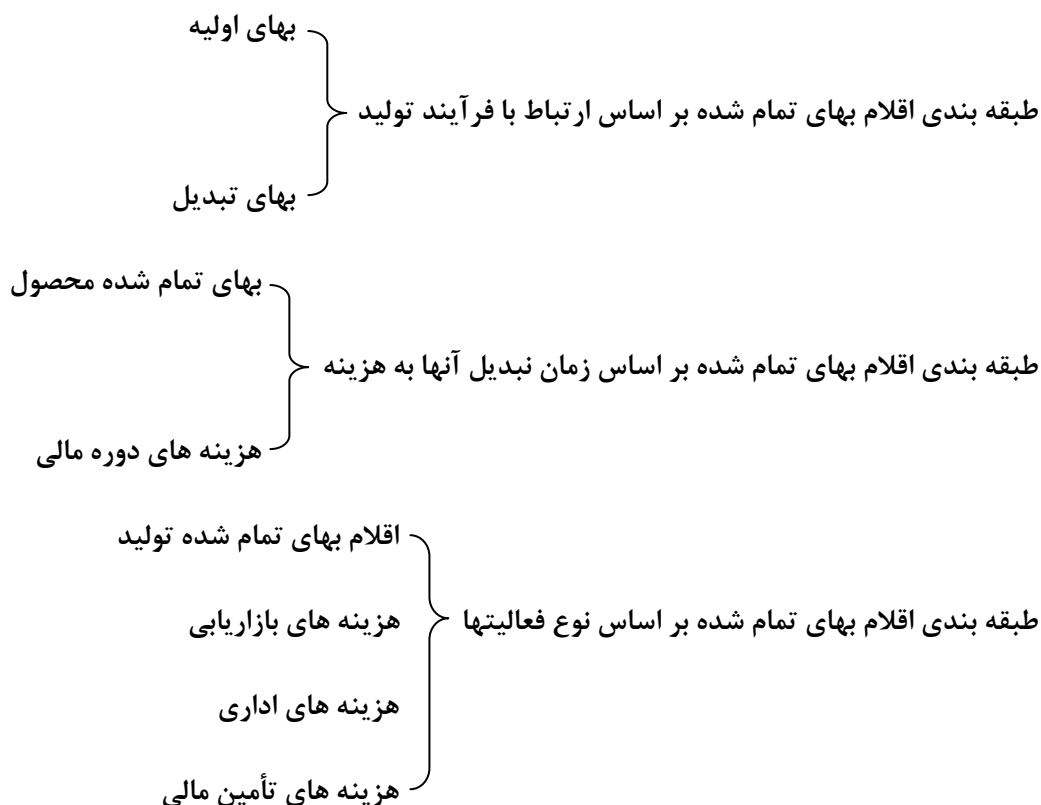 بهای اولیه
طبقه بندی اقلام بهای تمام شده بر اساس ارتباط با فرآیند تولید
بهای تبدیل
بهای تمام شده محصول
طبقه بندی اقلام بهای تمام شده بر اساس زمان نبدیل آنها به هزینه
هزینه های دوره مالی
اقلام بهای تمام شده تولید
طبقه بندی اقلام بهای تمام شده بر اساس نوع فعالیتها
هزینه های بازاریابی
هزینه های اداری
هزینه های تأمین مالی